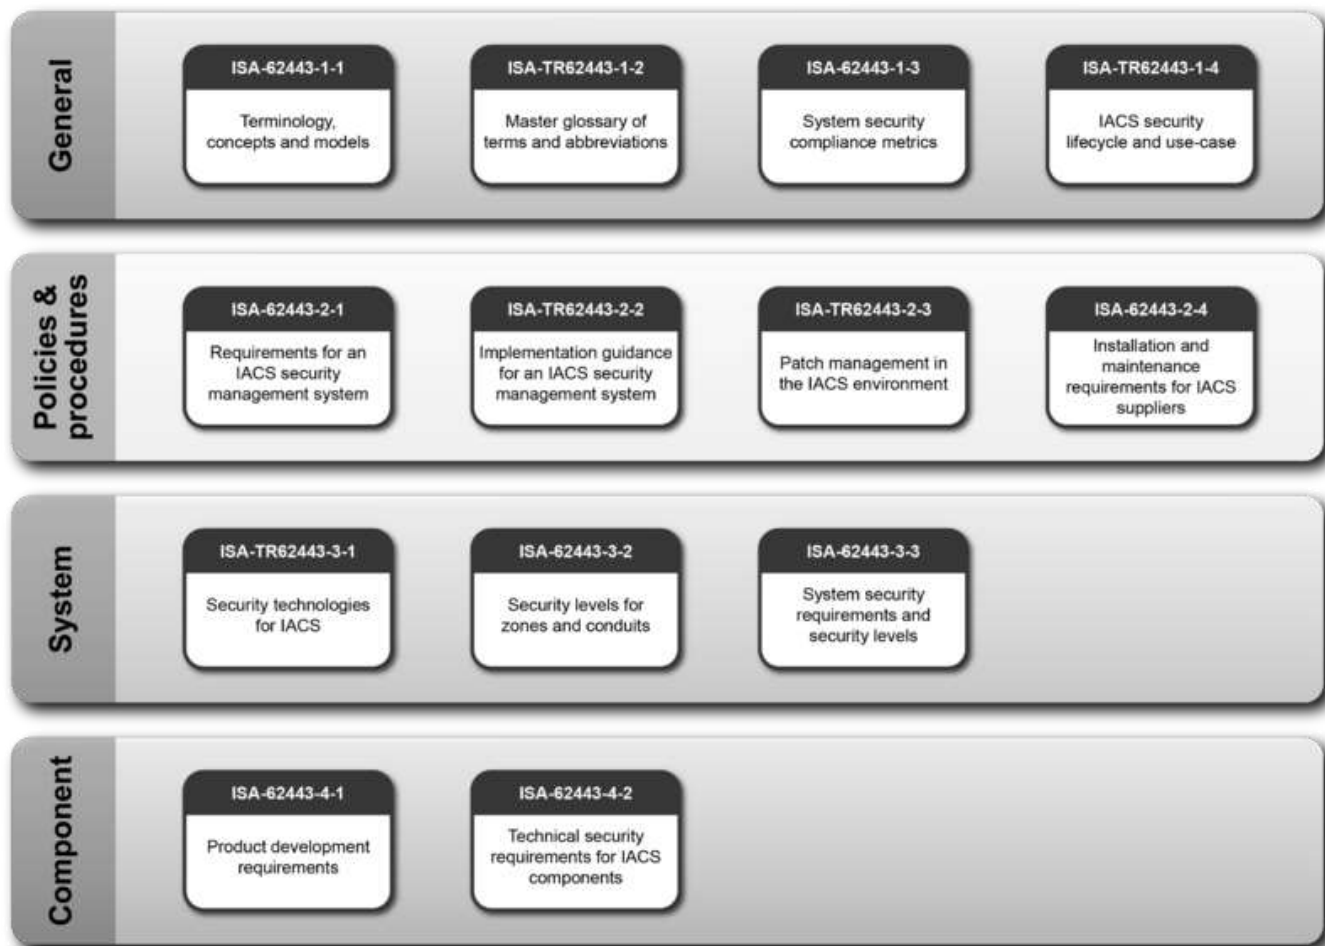 General
ISA-62443-1-1
Terminology,
concepts and models
ISA-TR62443-1-2
Master glossary of
terms and abbreviations
ISA-62443-1-3
System security
compliance metrics
ISA-TR62443-1-4
IACS security
lifecycle and use-case
Policies &
procedures
ISA-62443-2-1
Requirements for an
IACS security
management system
ISA-TR62443-2-2
Implementation guidance
for an IACS security
management system
ISA-TR62443-2-3
Patch management in
the IACS environment
ISA-62443-2-4
Installation and
maintenance
requirements for IACS
suppliers
System
ISA-TR62443-3-1
Security technologies
for IACS
ISA-62443-3-2
Security levels for
zones and conduits
ISA-62443-3-3
System security
requirements and
security levels
Component
ISA-62443-4-1
Product development
requirements
ISA-62443-4-2
Technical security
requirements for IACS
components